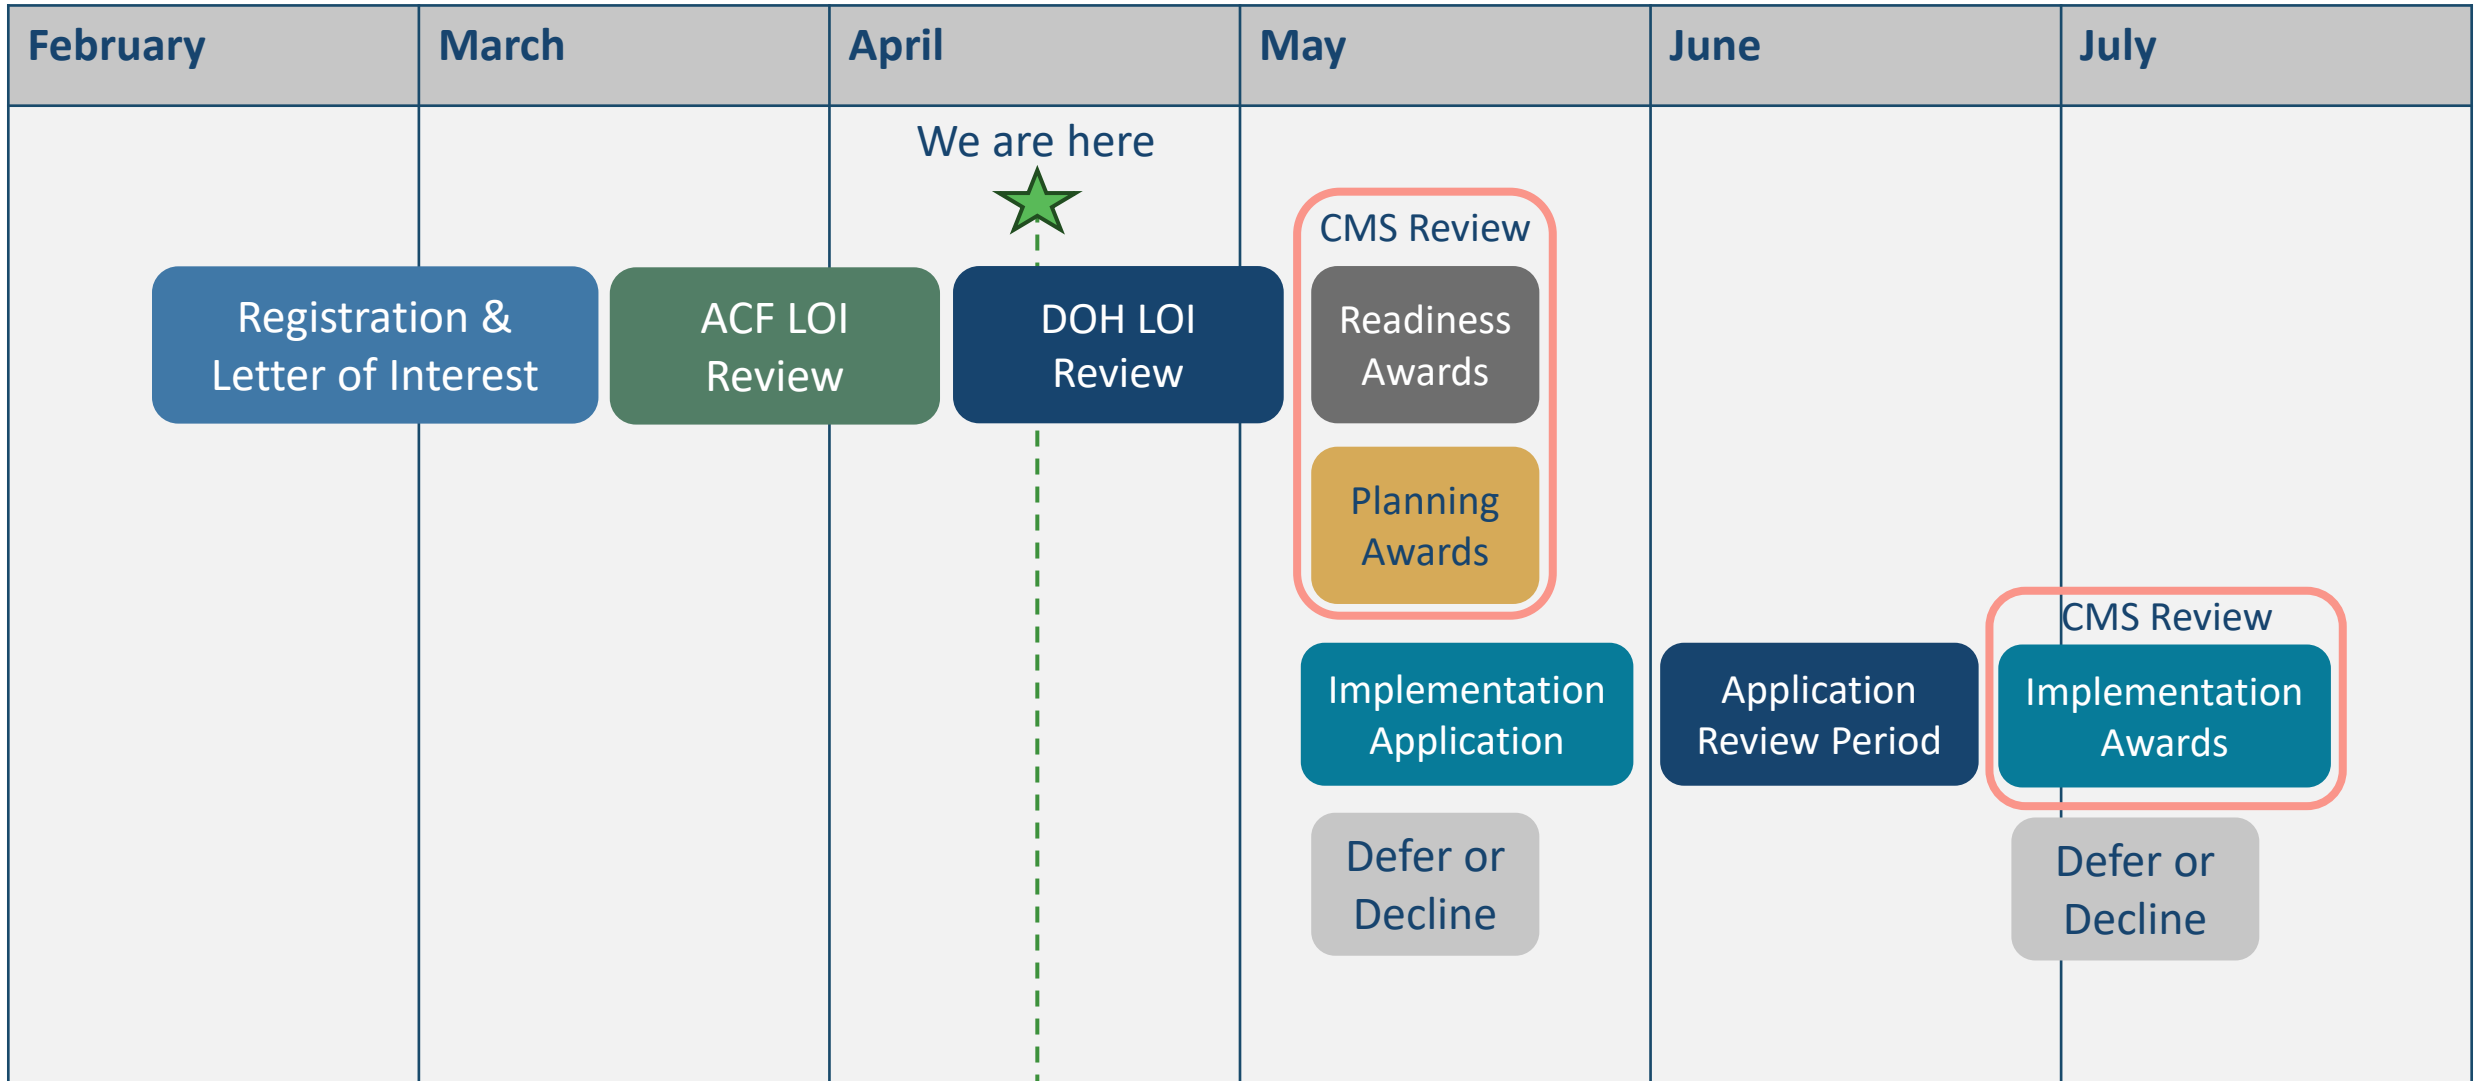 February
March
April
May
June
July
We are here
CMS Review
Registration &
Letter of Interest
ACF LOI
Review
DOH LOI
Review
Readiness
Awards
Planning
Awards
CMS Review
Implementation
Application
Application
Review Period
Implementation
Awards
Defer or
Decline
Defer or
Decline